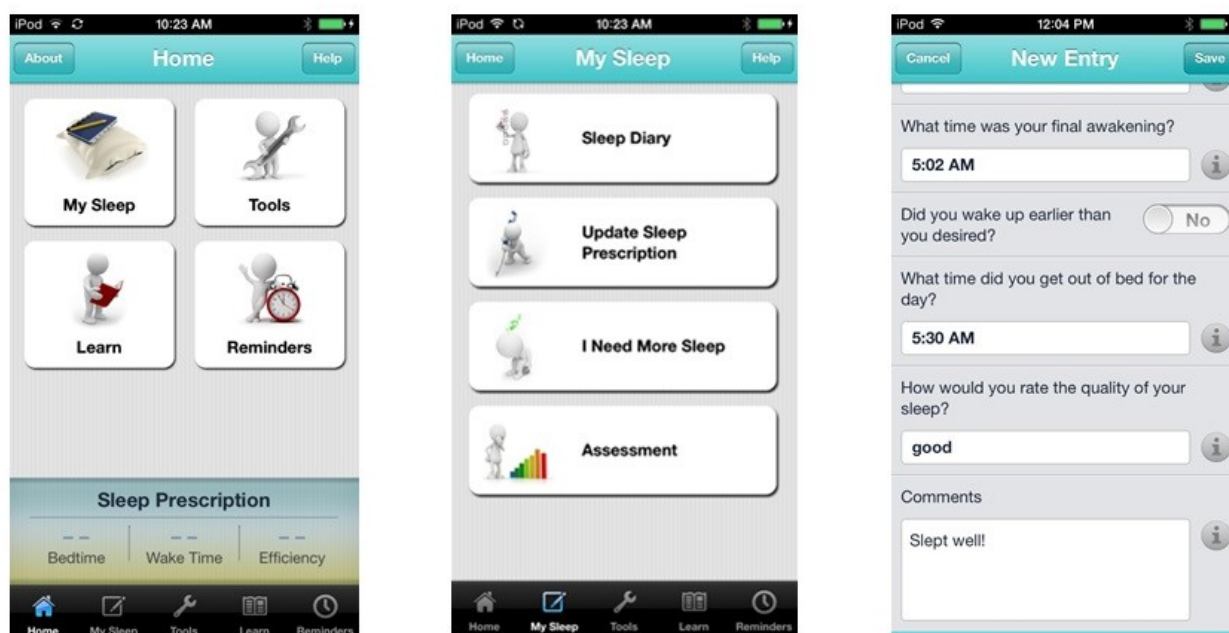 iPod 10:23 AM
About Home Help
My Sleep Tools
Learn Reminders
Sleep Prescription
-- -- --
Bedtime Wake Time Efficiency
Home My Sleep Tools Learn Reminders
iPod 10:23 AM
Home My Sleep Help
Sleep Diary
Update Sleep
Prescription
I Need More Sleep
Assessment
Home My Sleep Tools Learn Reminders
iPod 12:04 PM
Cancel New Entry Save
What time was your final awakening?
5:02 AM
Did you wake up earlier than
you desired?
No
What time did you get out of bed for the
day?
5:30 AM
How would you rate the quality of your
sleep?
good
Comments
Slept well!